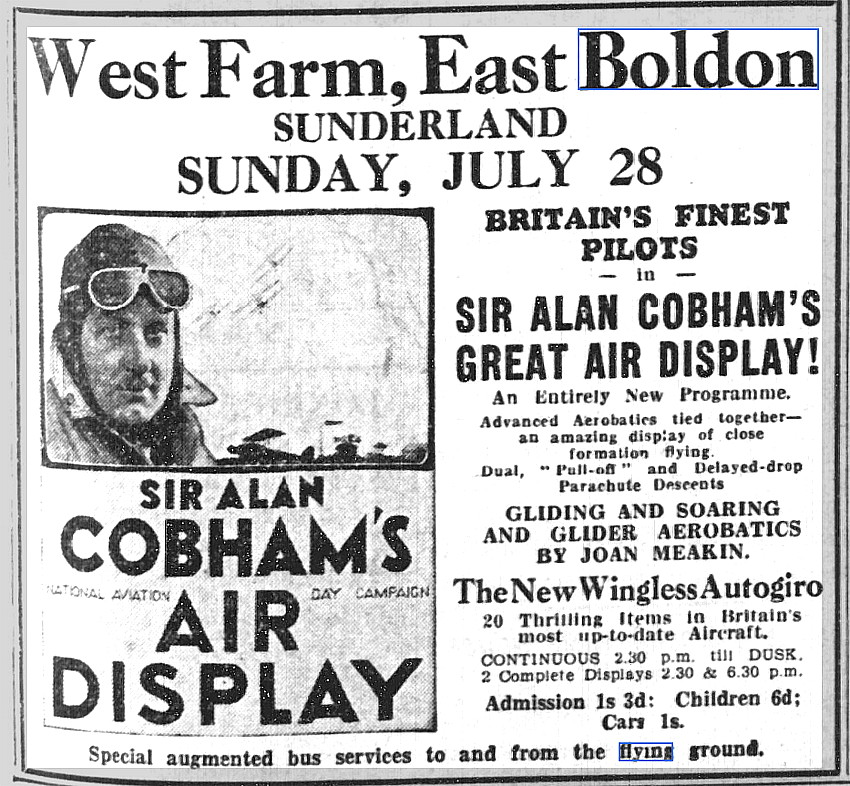 West Farm, East Boldon
SUNDERLAND
SUNDAY, JULY 28
SIR ALAN
COBHAM'S
NATIONAL AVIATION DAY CAMPAIGN
AIR
DISPLAY
BRITAIN'S FINEST
PILOTS
— in —
SIR ALAN COBHAM'S
GREAT AIR DISPLAY!
An Entirely New Programme.
Advanced Aerobatics tied together—
an amazing display of close
formation flying.
Dual, "Pull-off" and Delayed-drop
Parachute Descents
GLIDING AND SOARING
AND GLIDER AEROBATICS
BY JOAN MEAKIN.
The New Wingless Autogiro
20 Thrilling Items in Britain's
most up-to-date Aircraft.
CONTINUOUS 2.30 p.m. till DUSK.
2 Complete Displays 2.30 & 6.30 p.m.
Admission 1s 3d: Children 6d;
Cars 1s.
Special augmented bus services to and from the flying ground.